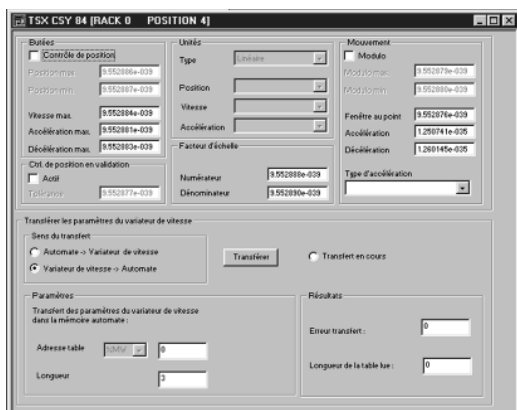 TSX CSY 84 [RACK 0 POSITION 4]
Butées
Contrôle de position
Position max. 9.552886e-039
Position min. 9.552887e-039
Vitesse max. 9.552884e-039
Accélération max. 9.552881e-039
Décélération max. 9.552883e-039
Ctrl. de position en validation
Actif
Tolérance 9.552877e-039
Unités
Type Linéaire
Position
Vitesse
Accélération
Facteur d'échelle
Numérateur 9.552888e-039
Dénominateur 9.552890e-039
Mouvement
Modulo
Modulo max. 9.552879e-039
Modulo min. 9.552880e-039
Fenêtre au point 9.552876e-039
Accélération 1.250741e-035
Décélération 1.260145e-035
Type d'accélération
Transférer les paramètres du variateur de vitesse
Sens du transfert
Automate -> Variateur de vitesse
Variateur de vitesse -> Automate
Transférer
Transfert en cours
Paramètres
Transfert des paramètres du variateur de vitesse
dans la mémoire automate :
Adresse table %MW 0
Longueur 3
Résultats
Erreur transfert : 0
Longueur de la table lue : 0